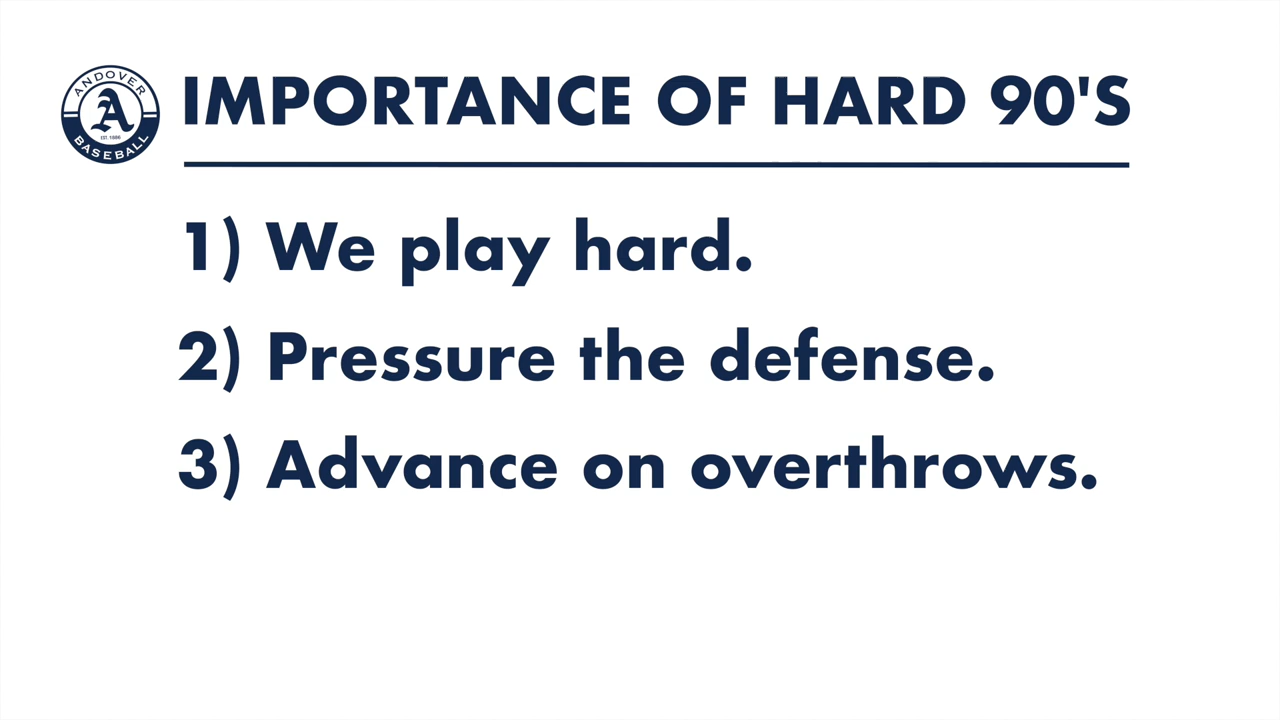 ANDOVER
A
EST. 1986
BASEBALL
IMPORTANCE OF HARD 90'S
1) We play hard.
2) Pressure the defense.
3) Advance on overthrows.